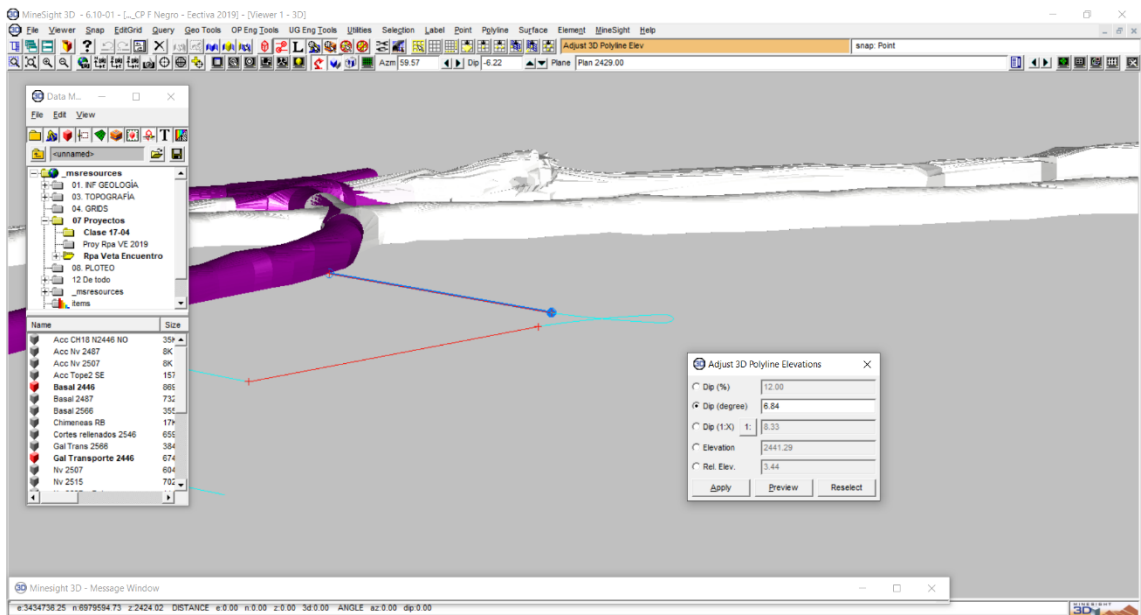 MineSight 3D - 6.10-01 - [..._CP F Negro - Eectiva 2019] - [Viewer 1 - 3D]
File Viewer Snap EditGrid Query Geo Tools OP Eng Tools UG Eng Tools Utilities Selection Label Point Polyline Surface Element MineSight Help
Adjust 3D Polyline Elev
snap: Point
Azm 59.57 Dip -6.22 Plane Plan 2429.00
Data M...
File Edit View
<unnamed>
_msresources
01. INF GEOLOGÍA
03. TOPOGRAFÍA
04. GRIDS
07 Proyectos
Clase 17-04
Proy Rpa VE 2019
Rpa Veta Encuentro
08. PLOTEO
12 De todo
_msresources
items
Name Size
Acc CH18 N2446 NO 35K
Acc Nv 2487 8K
Acc Nv 2507 8K
Acc Tope2 SE 157
Basal 2446 869
Basal 2487 732
Basal 2566 355
Chimeneas RB 17K
Cortes rellenados 2546 659
Gal Trans 2566 384
Gal Transporte 2446 674
Nv 2507 604
Nv 2515 702
Adjust 3D Polyline Elevations
Dip (%) 12.00
Dip (degree) 6.84
Dip (1:X) 1: 8.33
Elevation 2441.29
Rel. Elev. 3.44
Apply Preview Reselect
Minesight 3D - Message Window
e:3434736.25 n:6979594.73 z:2424.02 DISTANCE e:0.00 n:0.00 z:0.00 3d:0.00 ANGLE az:0.00 dip:0.00
MINESIGHT
3D